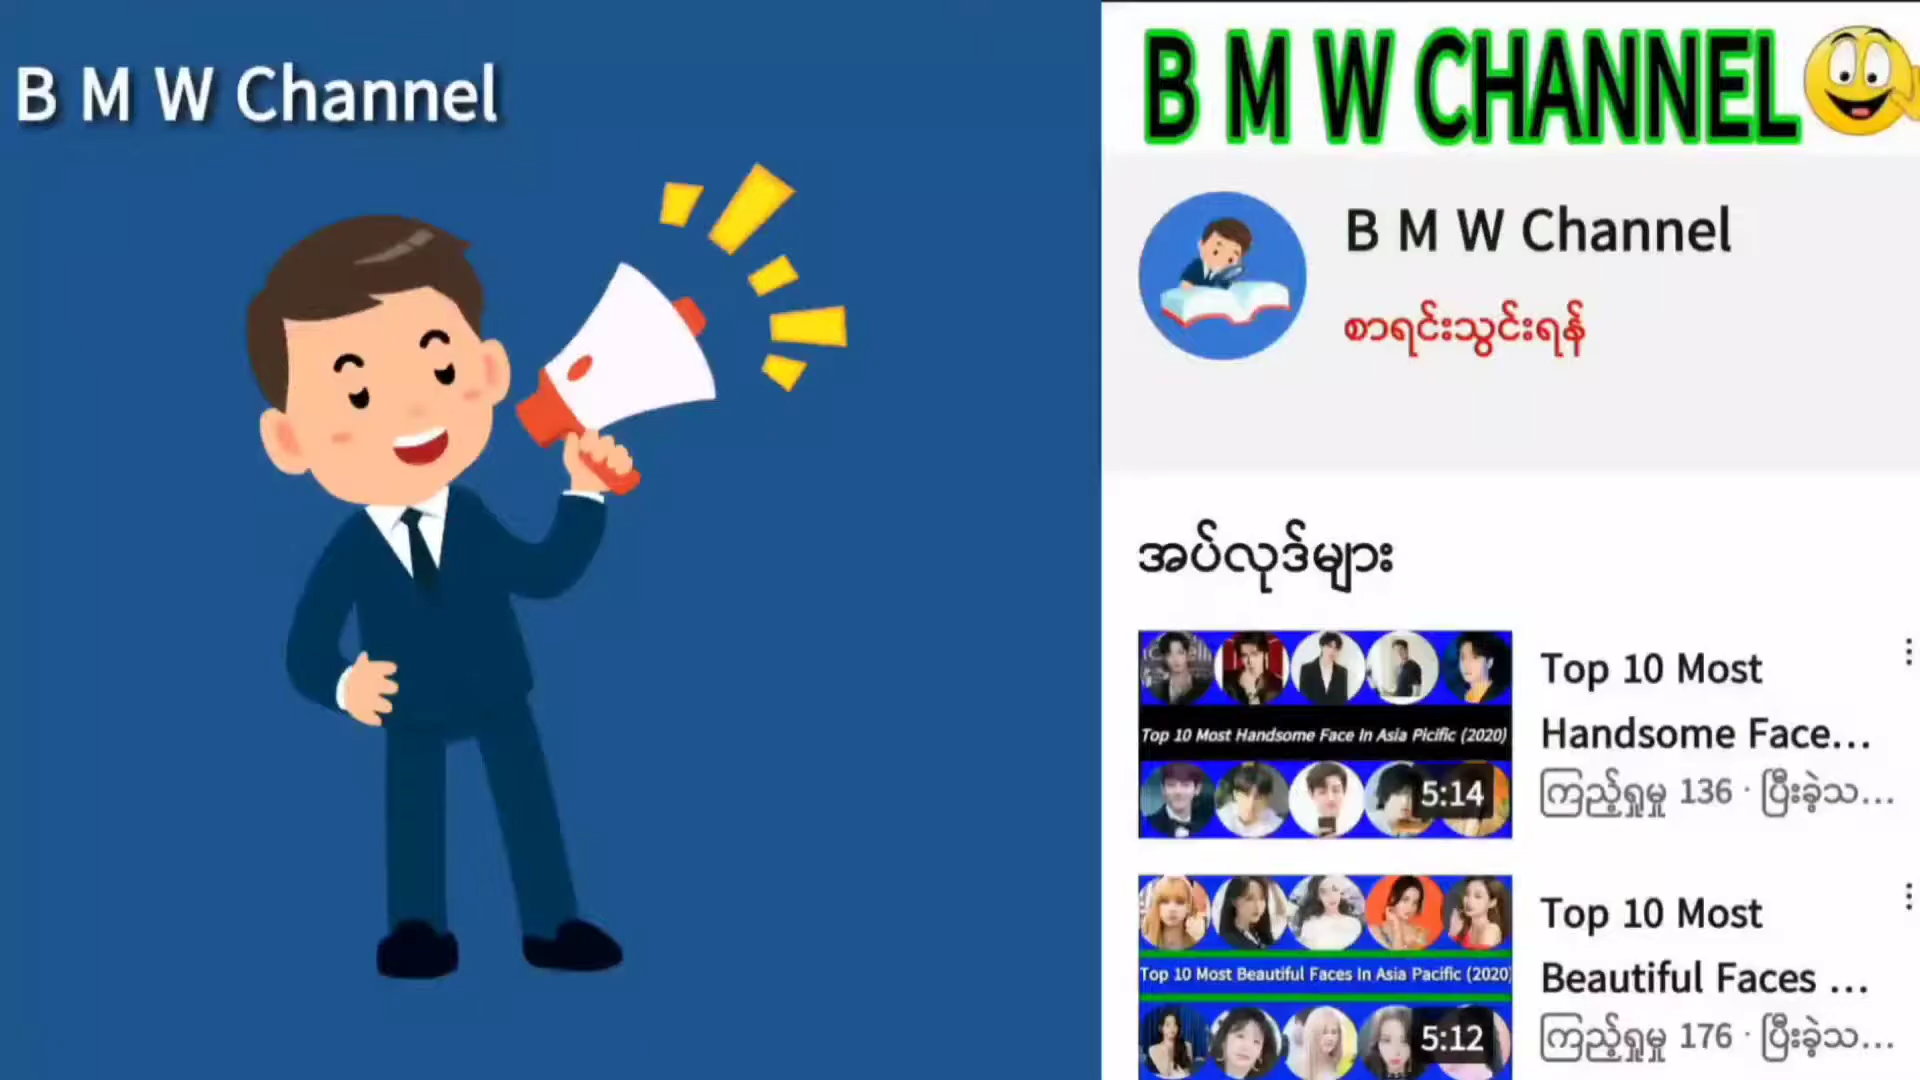 B M W Channel
B M W CHANNEL
B M W Channel
စာရင်းသွင်းရန်
အပ်လုဒ်များ
Top 10 Most Handsome Face In Asia Picific (2020)
5:14
Top 10 Most
Handsome Face...
ကြည့်ရှုမှု 136 · ပြီးခဲ့သ...
Top 10 Most Beautiful Faces In Asia Pacific (2020)
5:12
Top 10 Most
Beautiful Faces ...
ကြည့်ရှုမှု 176 · ပြီးခဲ့သ...